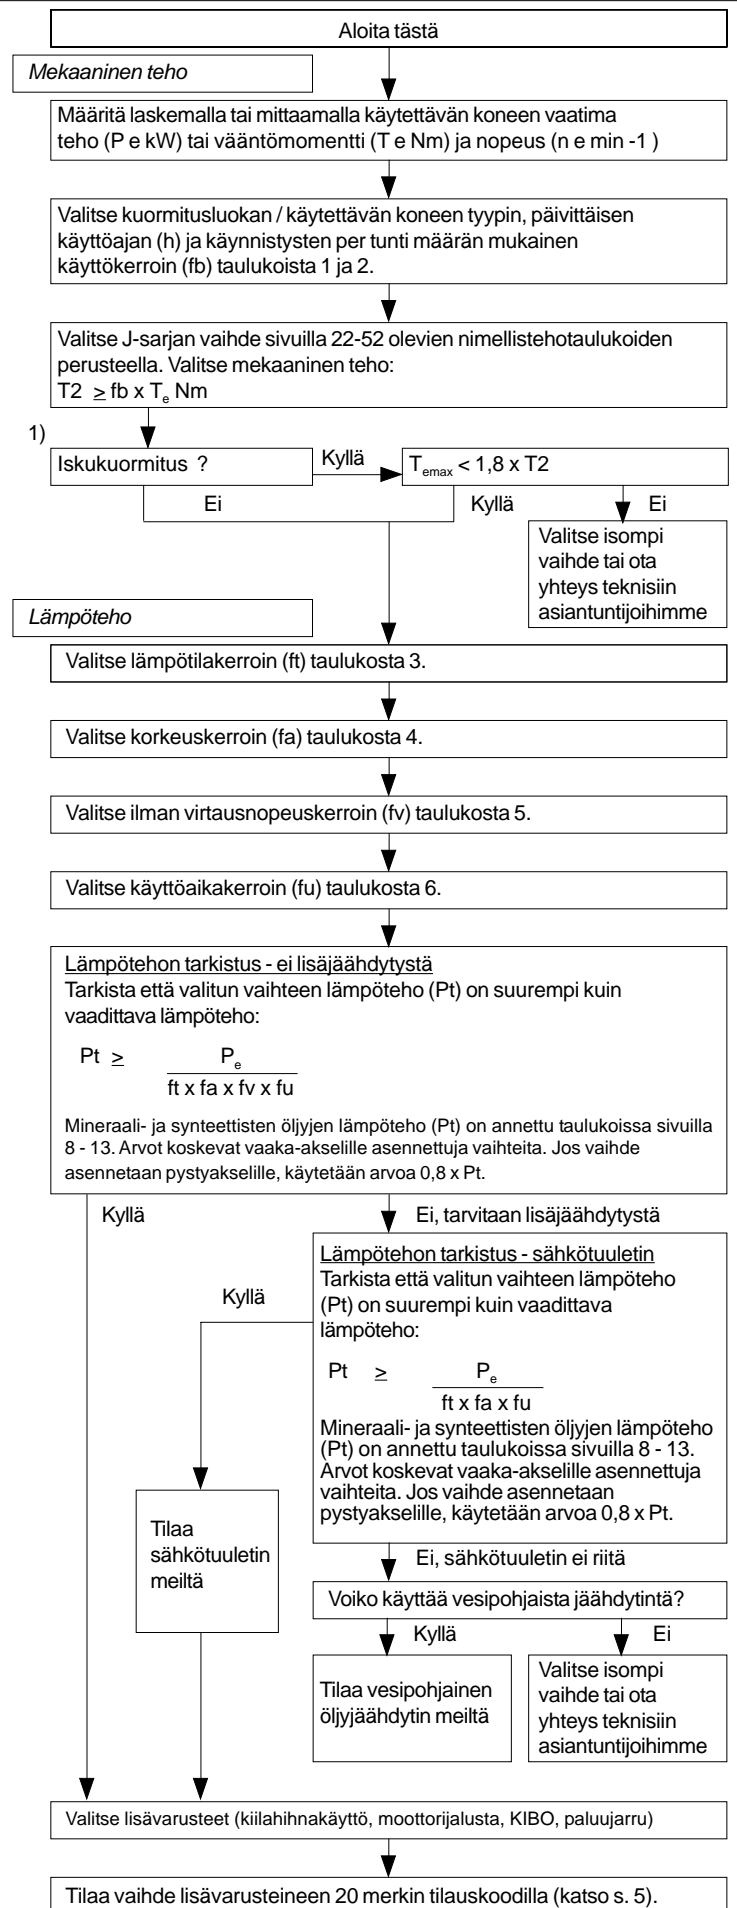 Aloita tästä
Mekaaninen teho
Määritä laskemalla tai mittaamalla käytettävän koneen vaatima
teho (P e kW) tai vääntömomentti (T e Nm) ja nopeus (n e min -1 )
Valitse kuormitusluokan / käytettävän koneen tyypin, päivittäisen
käyttöajan (h) ja käynnistysten per tunti määrän mukainen
käyttökerroin (fb) taulukoista 1 ja 2.
Valitse J-sarjan vaihde sivuilla 22-52 olevien nimellistehotaulukoiden
perusteella. Valitse mekaaninen teho:
T2 ≥ fb x Te Nm
1)
Iskukuormitus ?
Kyllä
Temax < 1,8 x T2
Ei
Kyllä
Ei
Valitse isompi
vaihde tai ota
yhteys teknisiin
asiantuntijoihimme
Lämpöteho
Valitse lämpötilakerroin (ft) taulukosta 3.
Valitse korkeuskerroin (fa) taulukosta 4.
Valitse ilman virtausnopeuskerroin (fv) taulukosta 5.
Valitse käyttöaikakerroin (fu) taulukosta 6.
Lämpötehon tarkistus - ei lisäjäähdytystä
Tarkista että valitun vaihteen lämpöteho (Pt) on suurempi kuin
vaadittava lämpöteho:
Pt ≥ Pe
ft x fa x fv x fu
Mineraali- ja synteettisten öljyjen lämpöteho (Pt) on annettu taulukoissa sivuilla
8 - 13. Arvot koskevat vaaka-akselille asennettuja vaihteita. Jos vaihde
asennetaan pystyakselille, käytetään arvoa 0,8 x Pt.
Kyllä
Ei, tarvitaan lisäjäähdytystä
Lämpötehon tarkistus - sähkötuuletin
Tarkista että valitun vaihteen lämpöteho
(Pt) on suurempi kuin vaadittava
lämpöteho:
Kyllä
Pt ≥ Pe
ft x fa x fu
Mineraali- ja synteettisten öljyjen lämpöteho
(Pt) on annettu taulukoissa sivuilla 8 - 13.
Arvot koskevat vaaka-akselille asennettuja
vaihteita. Jos vaihde asennetaan
pystyakselille, käytetään arvoa 0,8 x Pt.
Tilaa
sähkötuuletin
meiltä
Ei, sähkötuuletin ei riitä
Voiko käyttää vesipohjaista jäähdytintä?
Kyllä
Ei
Tilaa vesipohjainen
öljyjäähdytin meiltä
Valitse isompi
vaihde tai ota
yhteys teknisiin
asiantuntijoihimme
Valitse lisävarusteet (kiilahihnakäyttö, moottorijalusta, KIBO, paluujarru)
Tilaa vaihde lisävarusteineen 20 merkin tilauskoodilla (katso s. 5).